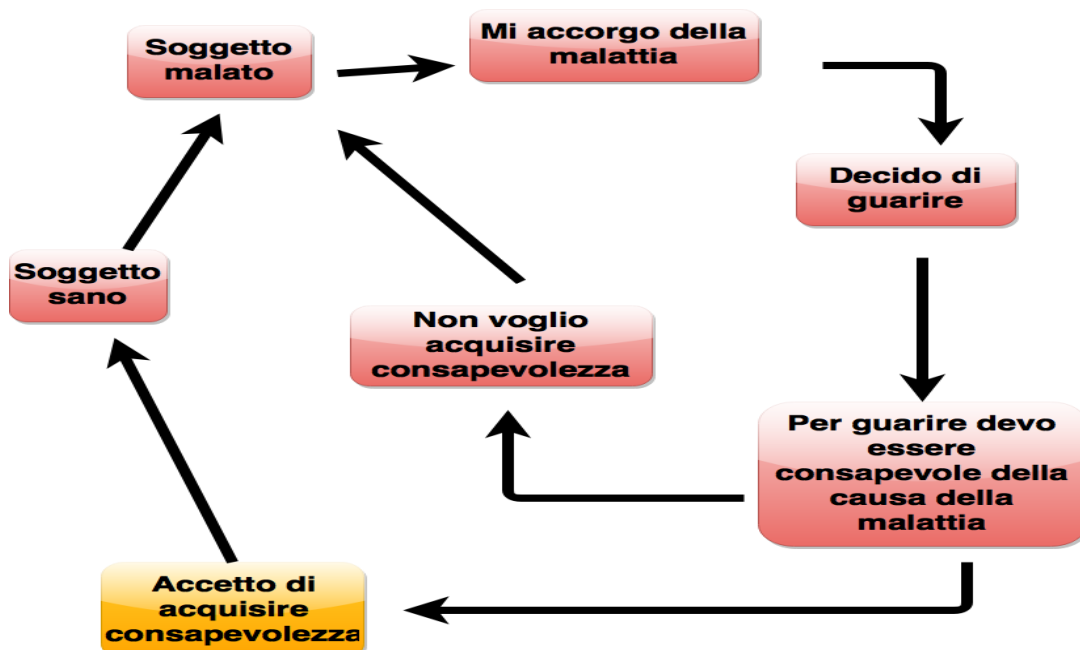 Soggetto
malato
Mi accorgo della
malattia
Decido di
guarire
Soggetto
sano
Non voglio
acquisire
consapevolezza
Per guarire devo
essere
consapevole della
causa della
malattia
Accetto di
acquisire
consapevolezza